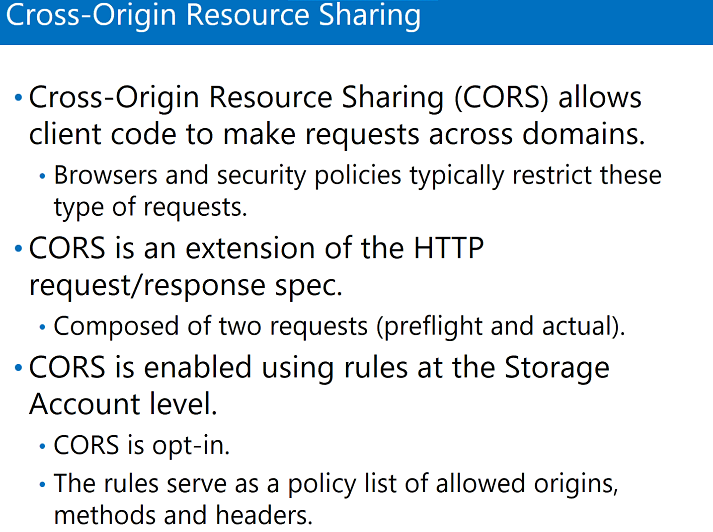 Cross-Origin Resource Sharing
• Cross-Origin Resource Sharing (CORS) allows
client code to make requests across domains.
• Browsers and security policies typically restrict these
type of requests.
• CORS is an extension of the HTTP
request/response spec.
• Composed of two requests (preflight and actual).
• CORS is enabled using rules at the Storage
Account level.
• CORS is opt-in.
• The rules serve as a policy list of allowed origins,
methods and headers.